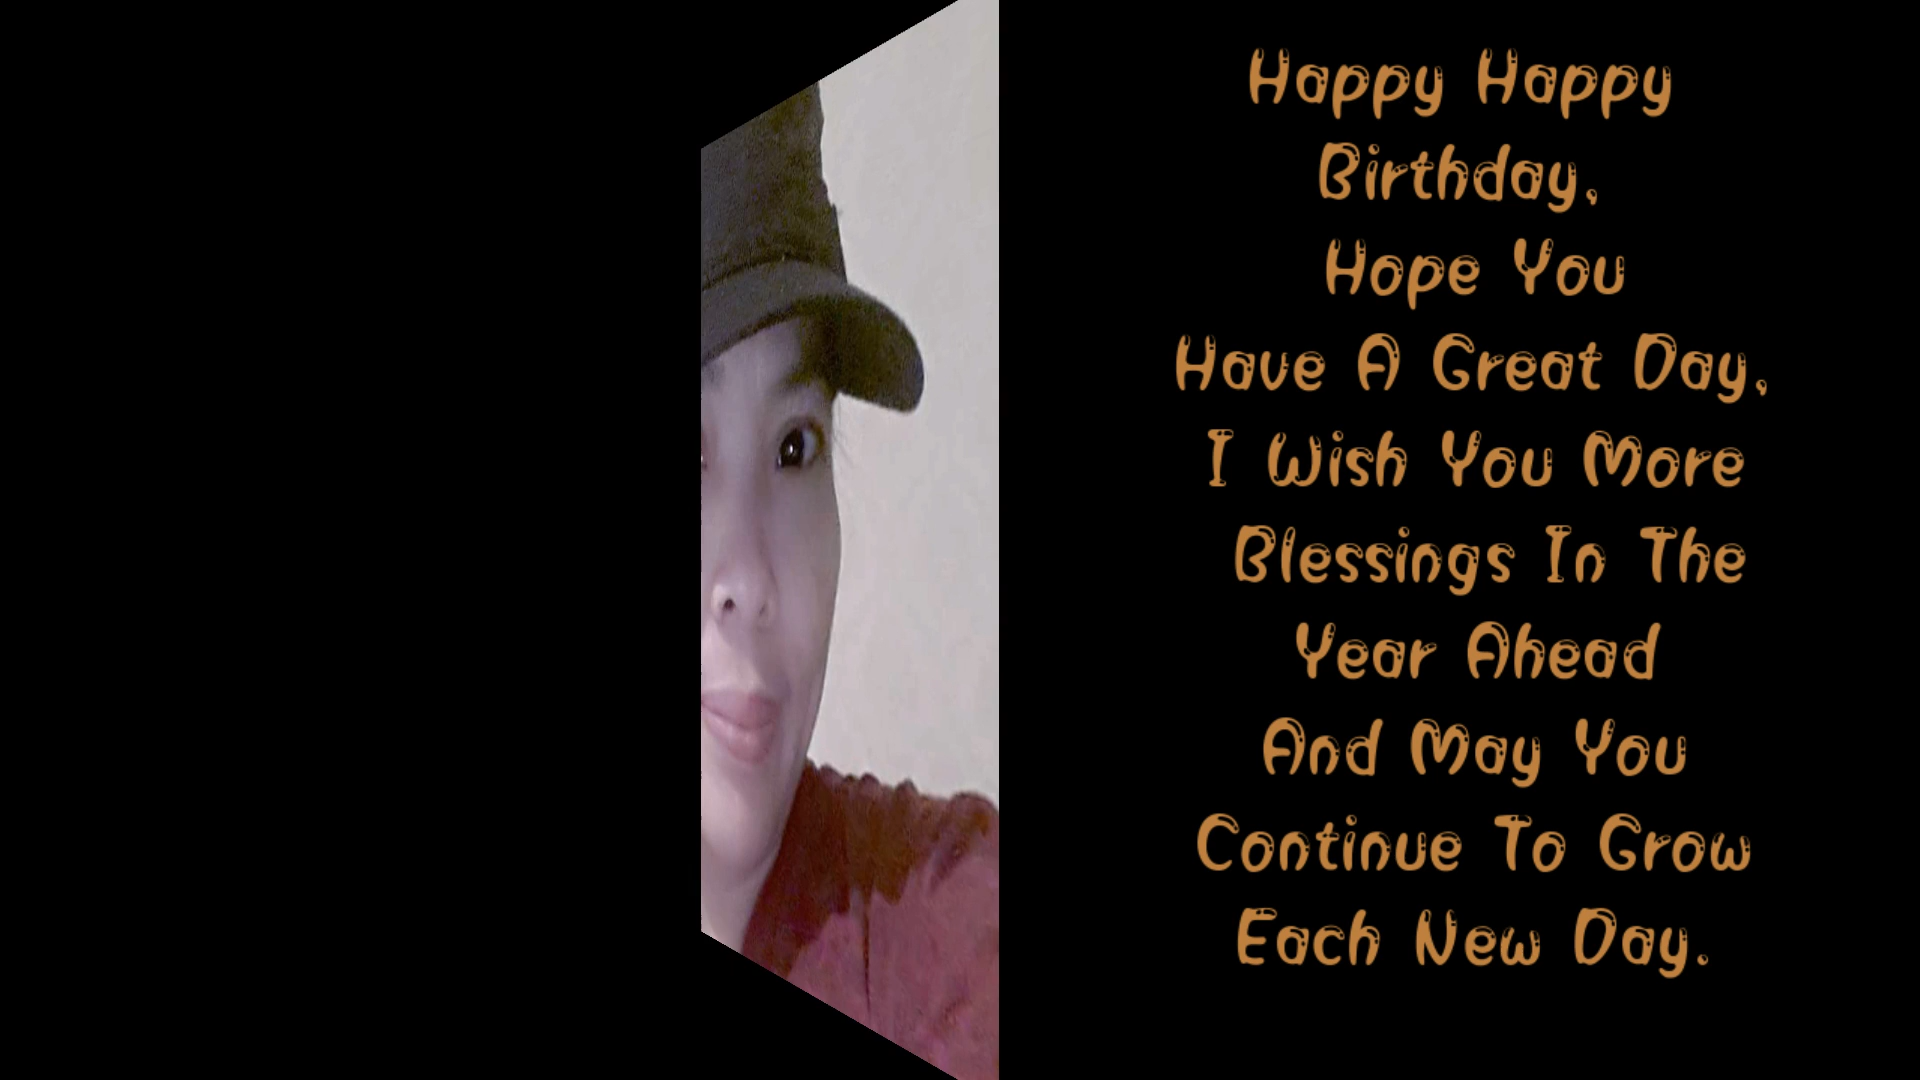 Happy Happy
Birthday,
Hope You
Have A Great Day,
I Wish You More
Blessings In The
Year Ahead
And May You
Continue To Grow
Each New Day.